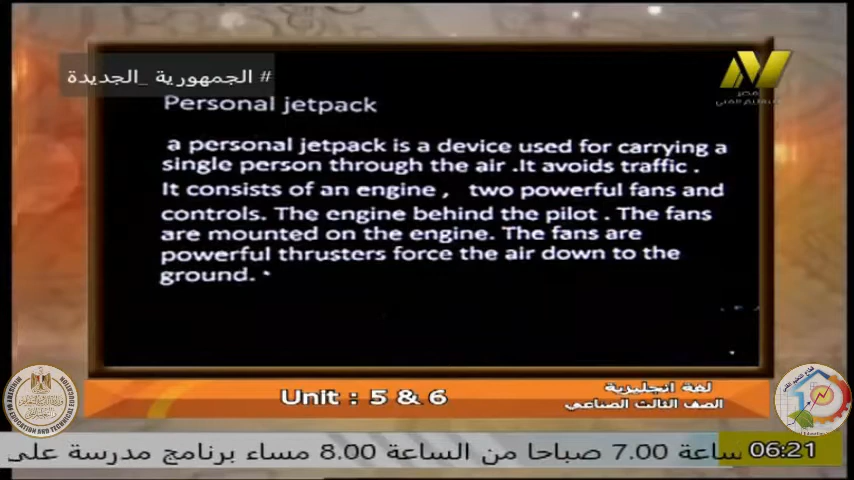 # الجمهورية _الجديدة
مصر
للتعليم الفني
Personal jetpack
a personal jetpack is a device used for carrying a
single person through the air .It avoids traffic .
It consists of an engine , two powerful fans and
controls. The engine behind the pilot . The fans
are mounted on the engine. The fans are
powerful thrusters force the air down to the
ground.
Unit : 5 & 6
لغة انجليزية
الصف الثالث الصناعي
ساعة 7.00 صباحا من الساعة 8.00 مساء برنامج مدرسة على
06:21